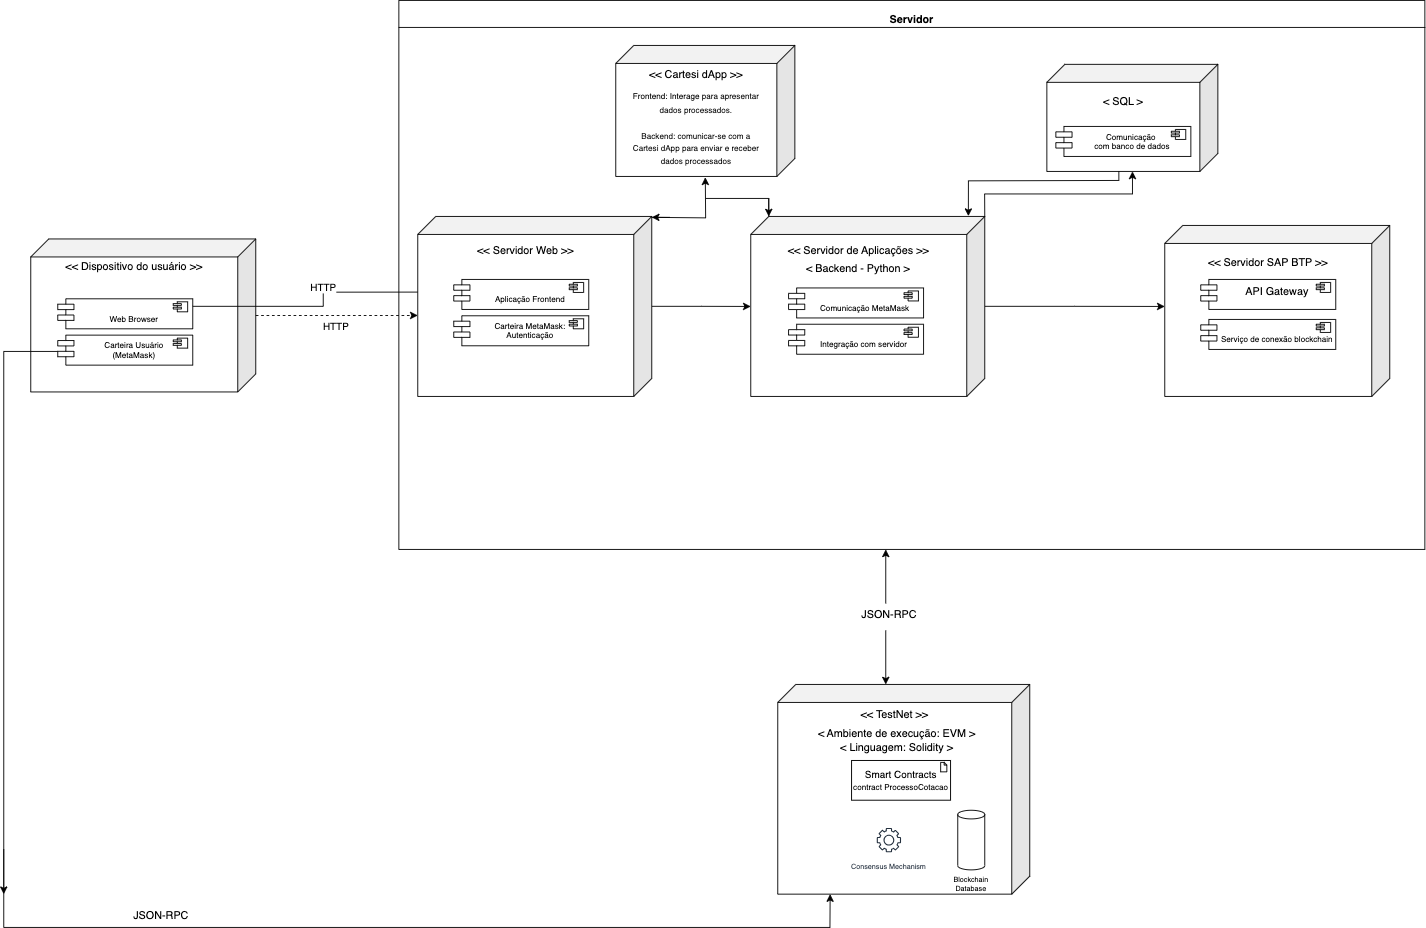 Servidor
<< Cartesi dApp >>
Frontend: Interage para apresentar
dados processados.
Backend: comunicar-se com a
Cartesi dApp para enviar e receber
dados processados
< SQL >
Comunicação
com banco de dados
<< Dispositivo do usuário >>
Web Browser
Carteira Usuário
(MetaMask)
HTTP
HTTP
<< Servidor Web >>
Aplicação Frontend
Carteira MetaMask:
Autenticação
<< Servidor de Aplicações >>
< Backend - Python >
Comunicação MetaMask
Integração com servidor
<< Servidor SAP BTP >>
API Gateway
Serviço de conexão blockchain
JSON-RPC
<< TestNet >>
< Ambiente de execução: EVM >
< Linguagem: Solidity >
Smart Contracts
contract ProcessoCotacao
Consensus Mechanism
Blockchain
Database
JSON-RPC